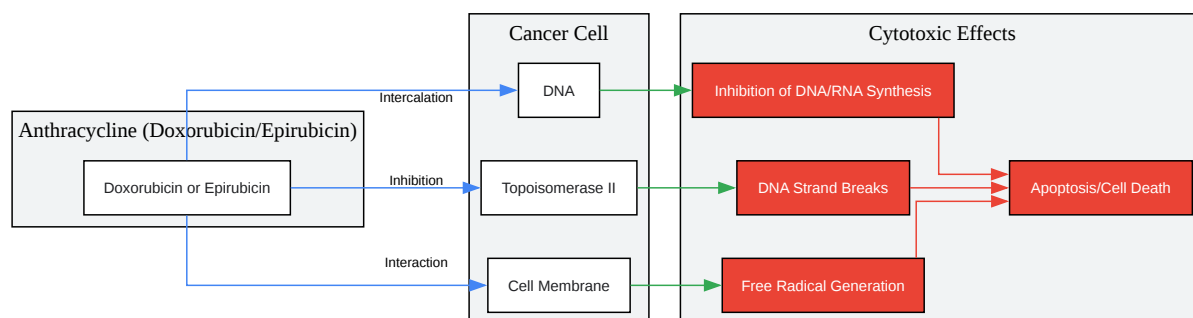 Cancer Cell
Cytotoxic Effects
DNA
Inhibition of DNA/RNA Synthesis
Intercalation
Anthracycline (Doxorubicin/Epirubicin)
Doxorubicin or Epirubicin
Inhibition
Topoisomerase II
DNA Strand Breaks
Apoptosis/Cell Death
Interaction
Cell Membrane
Free Radical Generation